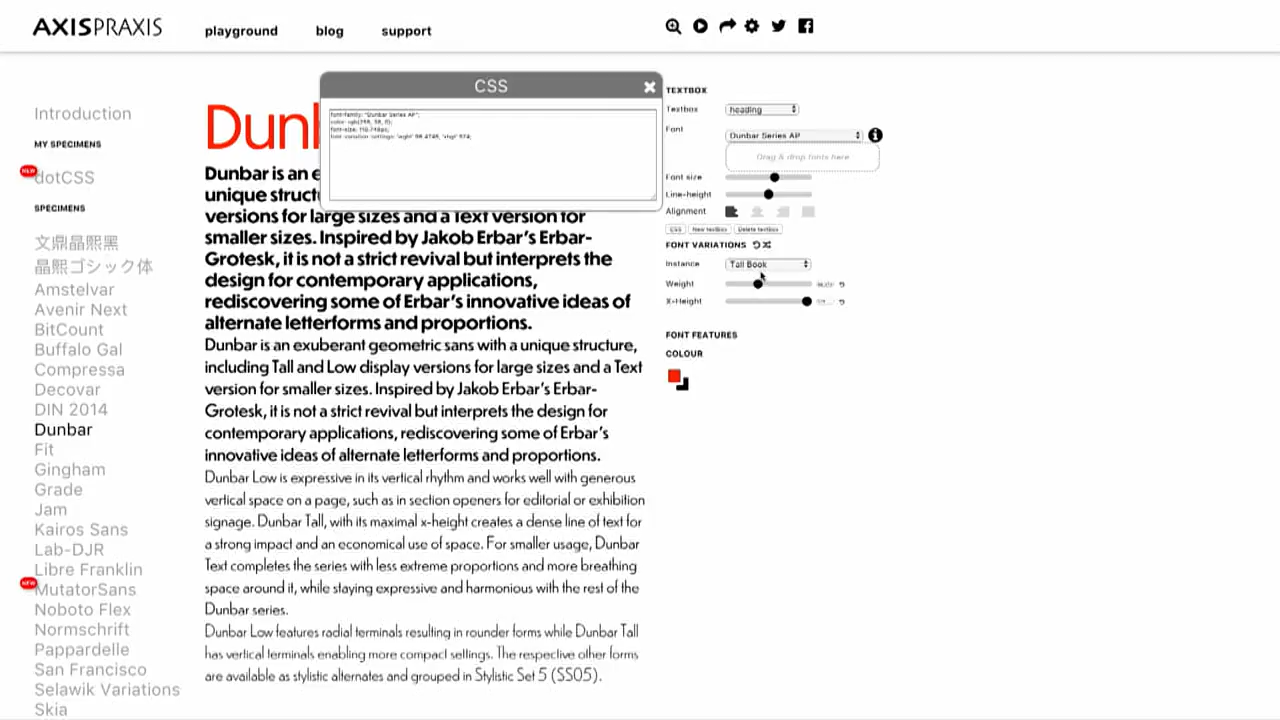 AXISPRAXIS
playground
blog
support
Introduction
MY SPECIMENS
NEW
dotCSS
SPECIMENS
文鼎晶熙黑
晶熙ゴシック体
Amstelvar
Avenir Next
BitCount
Buffalo Gal
Compressa
Decovar
DIN 2014
Dunbar
Fit
Gingham
Grade
Jam
Kairos Sans
Lab-DJR
Libre Franklin
NEW
MutatorSans
Noboto Flex
Normschrift
Pappardelle
San Francisco
Selawik Variations
Skia
CSS
font-family: "Dunbar Series AP";
Dun
Dunbar is an e
unique struct
versions for large sizes and a Text version for
smaller sizes. Inspired by Jakob Erbar's Erbar-
Grotesk, it is not a strict revival but interprets the
design for contemporary applications,
rediscovering some of Erbar's innovative ideas of
alternate letterforms and proportions.
Dunbar is an exuberant geometric sans with a unique structure,
including Tall and Low display versions for large sizes and a Text
version for smaller sizes. Inspired by Jakob Erbar's Erbar-
Grotesk, it is not a strict revival but interprets the design for
contemporary applications, rediscovering some of Erbar's
innovative ideas of alternate letterforms and proportions.
Dunbar Low is expressive in its vertical rhythm and works well with generous
vertical space on a page, such as in section openers for editorial or exhibition
signage. Dunbar Tall, with its maximal x-height creates a dense line of text for
a strong impact and an economical use of space. For smaller usage, Dunbar
Text completes the series with less extreme proportions and more breathing
space around it, while staying expressive and harmonious with the rest of the
Dunbar series.
Dunbar Low features radial terminals resulting in rounder forms while Dunbar Tall
has vertical terminals enabling more compact settings. The respective other forms
are available as stylistic alternates and grouped in Stylistic Set 5 (SS05).
TEXTBOX
Textbox
heading
Font
Dunbar Series AP
Drag & drop fonts here
Font size
Line-height
Alignment
CSS
New textbox
Delete textbox
FONT VARIATIONS
Instance
Tall Book
Weight
X-Height
FONT FEATURES
COLOUR